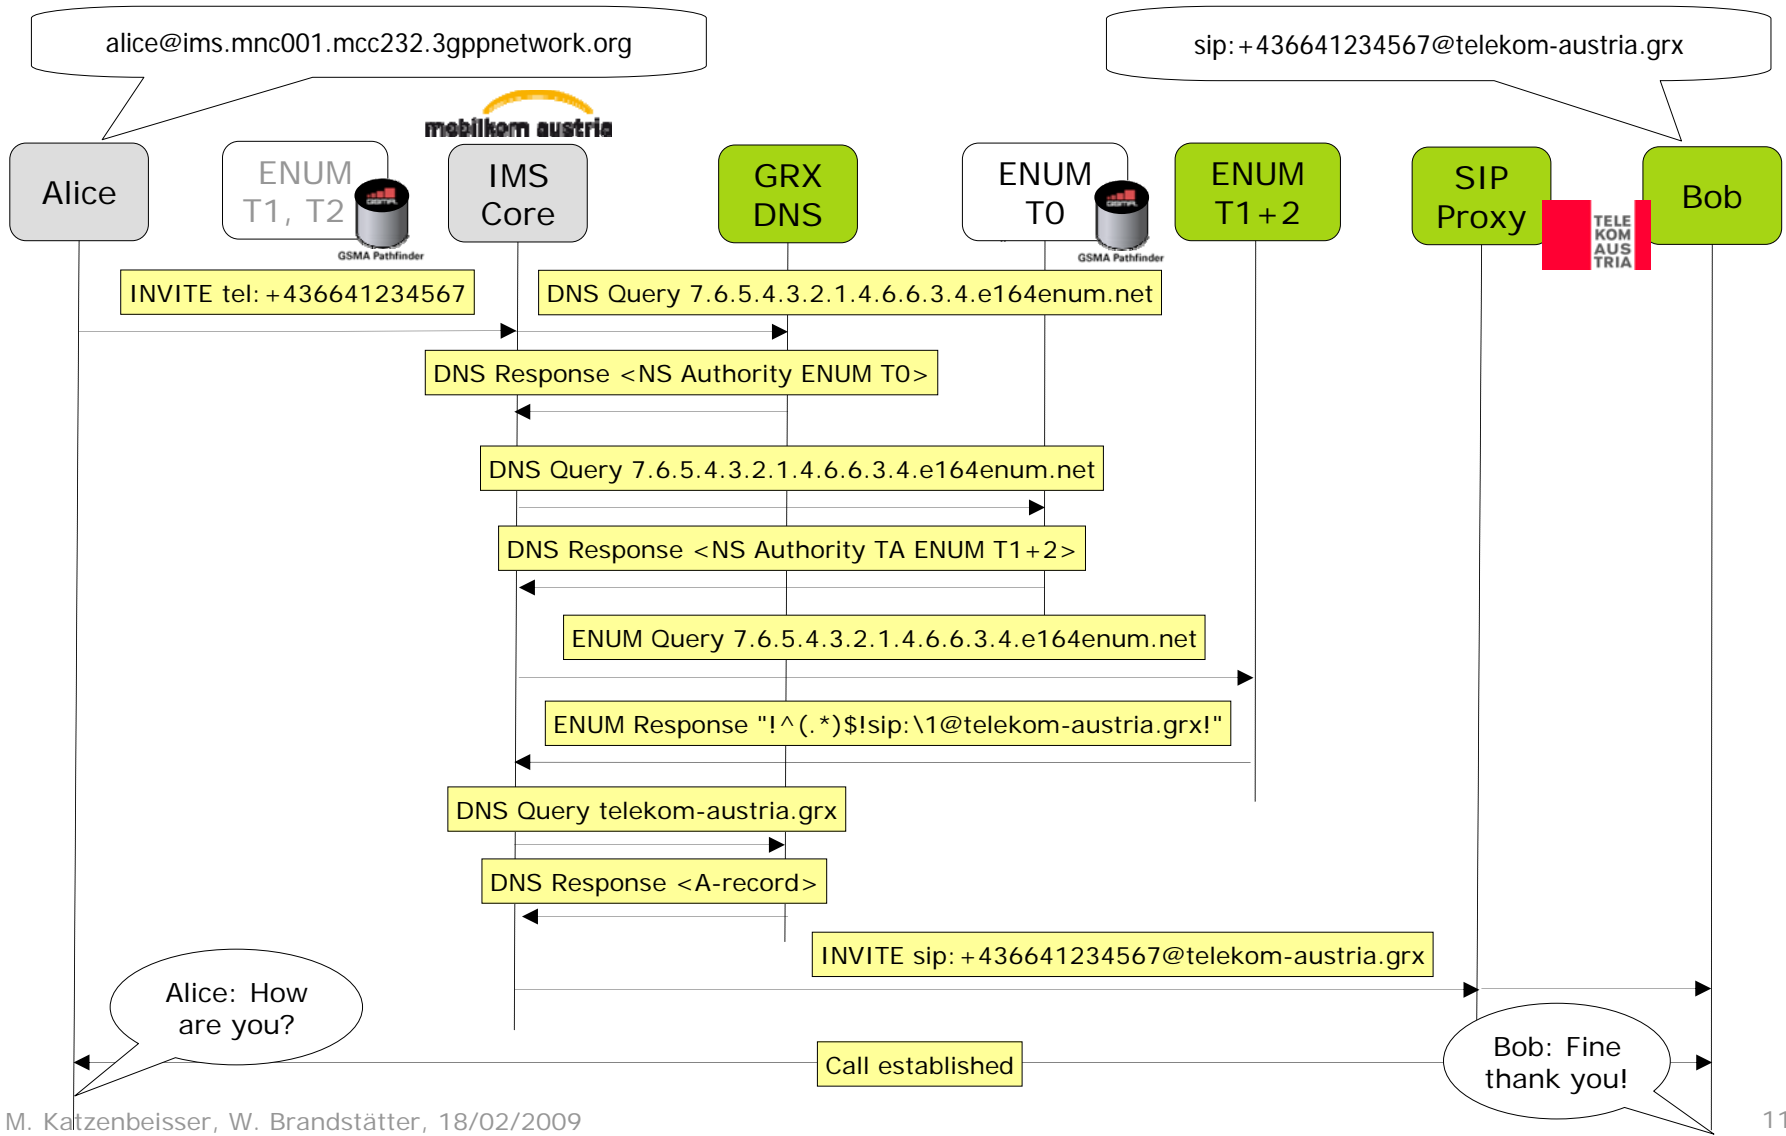 alice@ims.mnc001.mcc232.3gppnetwork.org
sip:+436641234567@telekom-austria.grx
mobilkom austria
Alice
ENUM
T1, T2
GSMA
GSMA Pathfinder
IMS
Core
GRX
DNS
ENUM
T0
GSMA
GSMA Pathfinder
ENUM
T1+2
SIP
Proxy
TELE
KOM
AUS
TRIA
Bob
INVITE tel:+436641234567
DNS Query 7.6.5.4.3.2.1.4.6.6.3.4.e164enum.net
DNS Response <NS Authority ENUM T0>
DNS Query 7.6.5.4.3.2.1.4.6.6.3.4.e164enum.net
DNS Response <NS Authority TA ENUM T1+2>
ENUM Query 7.6.5.4.3.2.1.4.6.6.3.4.e164enum.net
ENUM Response "!^(.*)$!sip:\1@telekom-austria.grx!"
DNS Query telekom-austria.grx
DNS Response <A-record>
INVITE sip:+436641234567@telekom-austria.grx
Alice: How
are you?
Call established
Bob: Fine
thank you!
M. Katzenbeisser, W. Brandstätter, 18/02/2009
11